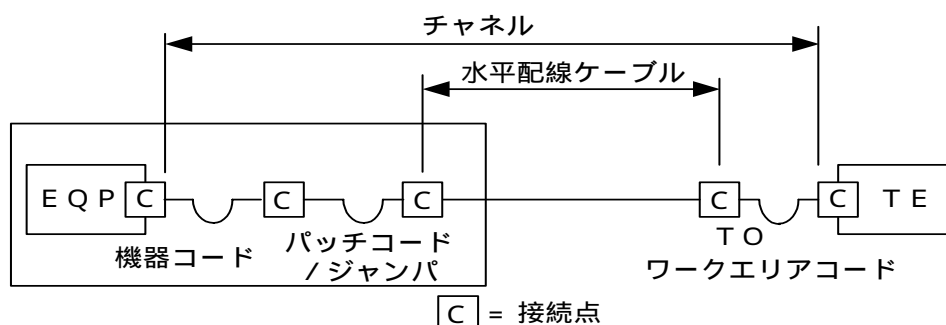 チャネル
水平配線ケーブル
EQP C C C C C TE
TO
機器コード
パッチコード
/ジャンパ
ワークエリアコード
C = 接続点